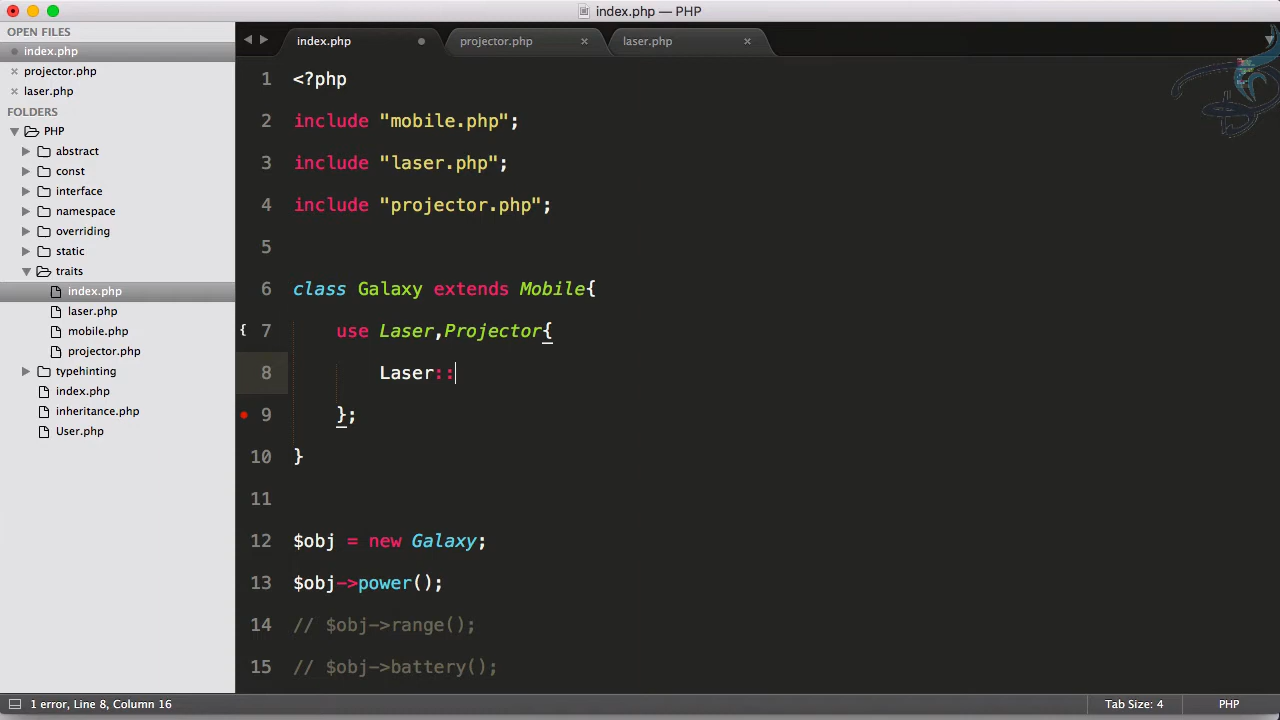 index.php — PHP
OPEN FILES
index.php
projector.php
laser.php
FOLDERS
PHP
abstract
const
interface
namespace
overriding
static
traits
index.php
laser.php
mobile.php
projector.php
typehinting
index.php
inheritance.php
User.php
index.php projector.php laser.php
1 <?php
2 include "mobile.php";
3 include "laser.php";
4 include "projector.php";
5
6 class Galaxy extends Mobile{
{ 7 use Laser,Projector{
8 Laser::
9 };
10 }
11
12 $obj = new Galaxy;
13 $obj->power();
14 // $obj->range();
15 // $obj->battery();
1 error, Line 8, Column 16 Tab Size: 4 PHP